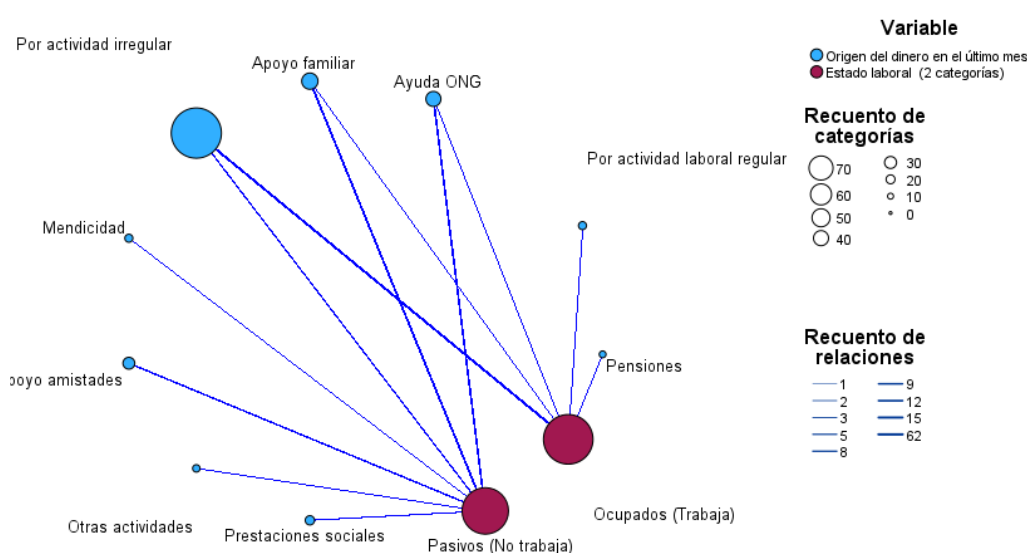 Por actividad irregular
Apoyo familiar
Ayuda ONG
Por actividad laboral regular
Mendicidad
Pensiones
poyo amistades
Otras actividades
Prestaciones sociales
Pasivos (No trabaja)
Ocupados (Trabaja)
Variable
Origen del dinero en el último mes
Estado laboral (2 categorías)
Recuento de
categorías
70 30
60 20
50 10
40 0
Recuento de
relaciones
1 9
2 12
3 15
5 62
8